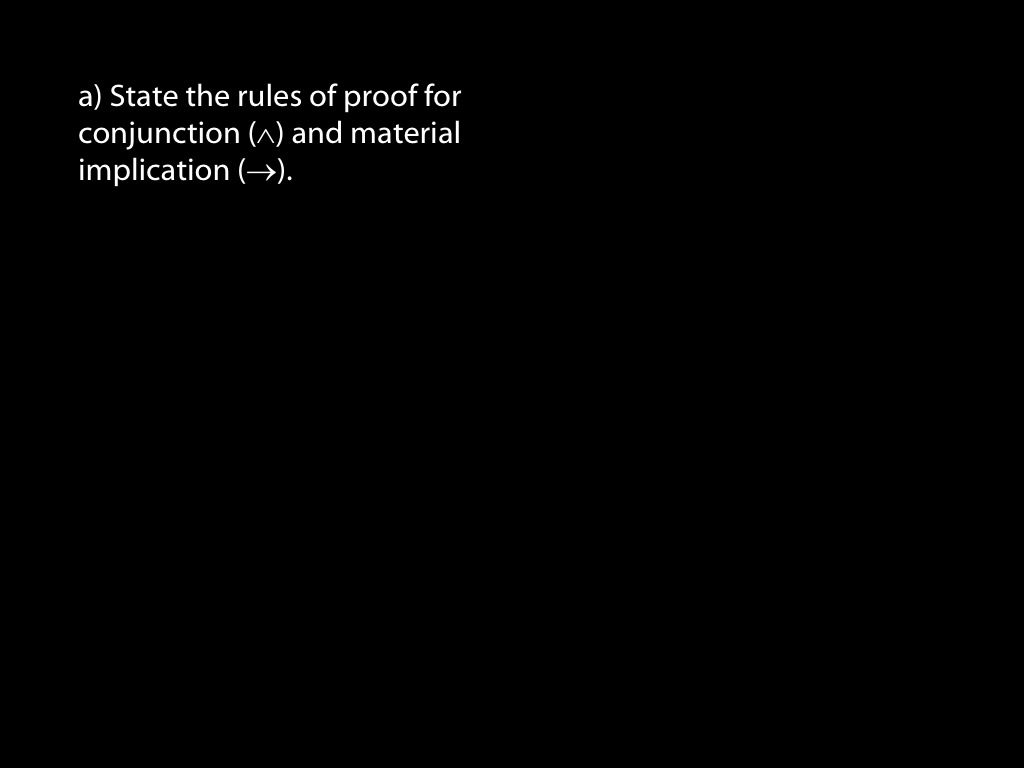 a) State the rules of proof for
conjunction (∧) and material
implication (→).